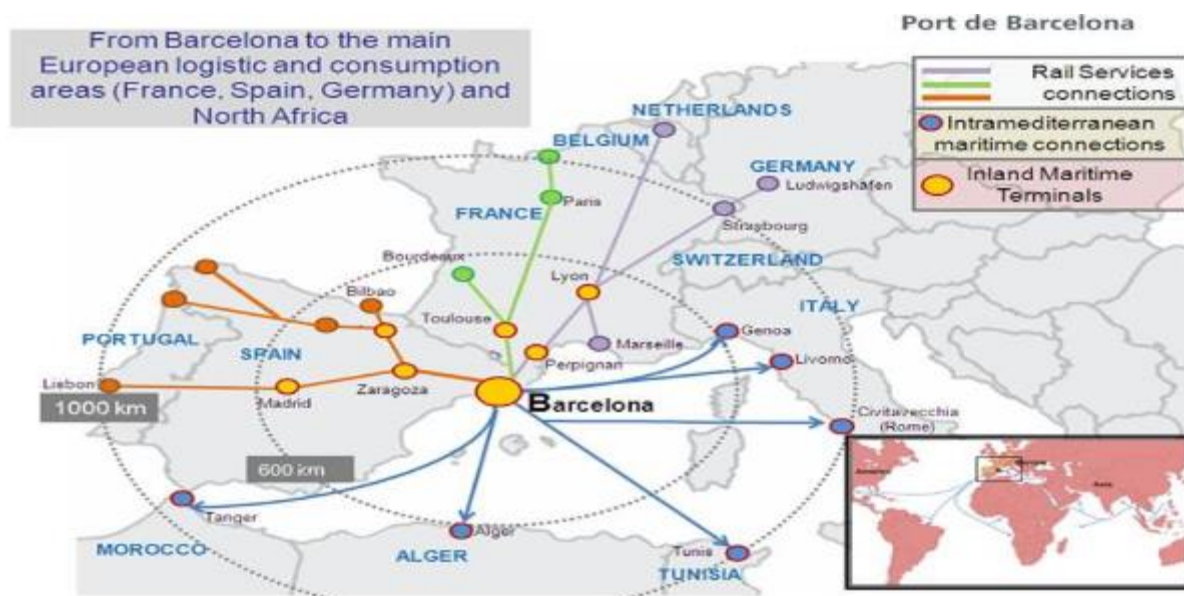 Port de Barcelona
From Barcelona to the main
European logistic and consumption
areas (France, Spain, Germany) and
North Africa
Rail Services
connections
Intramediterranean
maritime connections
Inland Maritime
Terminals
NETHERLANDS
BELGIUM
GERMANY
Ludwigshafen
Paris
FRANCE
Strasbourg
Bourdeaux
SWITZERLAND
Lyon
Bilbao
ITALY
Toulouse
PORTUGAL
SPAIN
Marseille
Genoa
Perpignan
Livorno
Lisbon
Zaragoza
Madrid
Barcelona
1000 km
Civitavecchia
(Rome)
600 km
Tanger
Alger
Tunis
MOROCCO
ALGER
TUNISIA